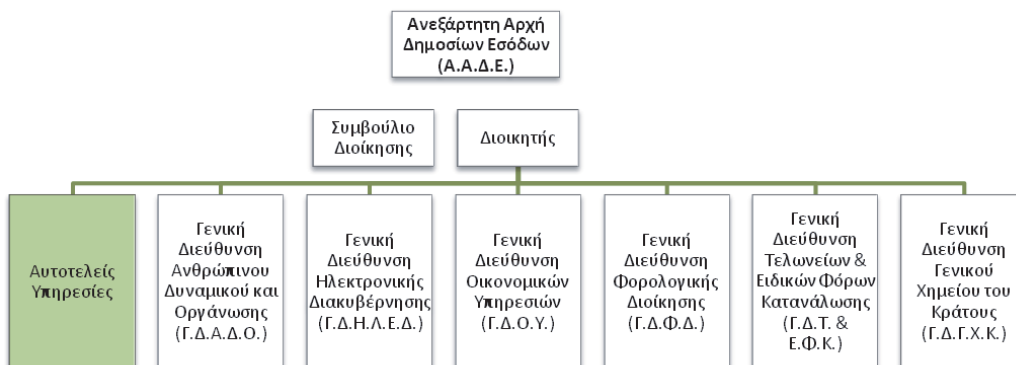 Ανεξάρτητη Αρχή
Δημοσίων Εσόδων
(Α.Α.Δ.Ε.)
Συμβούλιο
Διοίκησης
Διοικητής
Αυτοτελείς
Υπηρεσίες
Γενική
Διεύθυνση
Ανθρώπινου
Δυναμικού και
Οργάνωσης
(Γ.Δ.Α.Δ.Ο.)
Γενική
Διεύθυνση
Ηλεκτρονικής
Διακυβέρνησης
(Γ.Δ.Η.Λ.Ε.Δ.)
Γενική
Διεύθυνση
Οικονομικών
Υπηρεσιών
(Γ.Δ.Ο.Υ.)
Γενική
Διεύθυνση
Φορολογικής
Διοίκησης
(Γ.Δ.Φ.Δ.)
Γενική
Διεύθυνση
Τελωνείων &
Ειδικών Φόρων
Κατανάλωσης
(Γ.Δ.Τ. &
Ε.Φ.Κ.)
Γενική
Διεύθυνση
Γενικού
Χημείου του
Κράτους
(Γ.Δ.Γ.Χ.Κ.)